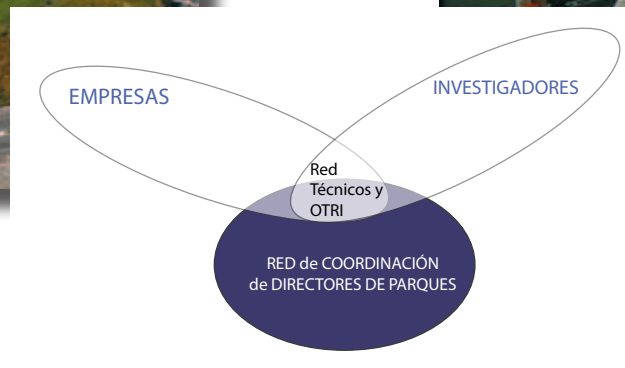 EMPRESAS
INVESTIGADORES
Red
Técnicos y
OTRI
RED de COORDINACIÓN
de DIRECTORES DE PARQUES